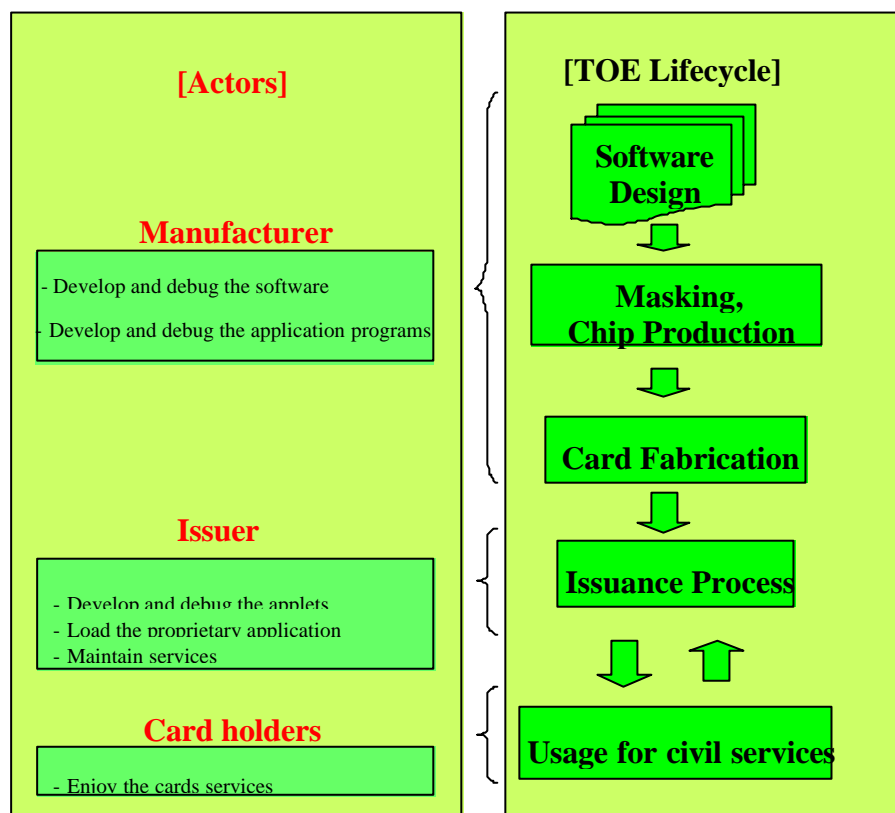 [Actors]
Manufacturer
- Develop and debug the software
- Develop and debug the application programs
Issuer
- Develop and debug the applets
- Load the proprietary application
- Maintain services
Card holders
- Enjoy the cards services
[TOE Lifecycle]
Software
Design
Masking,
Chip Production
Card Fabrication
Issuance Process
Usage for civil services